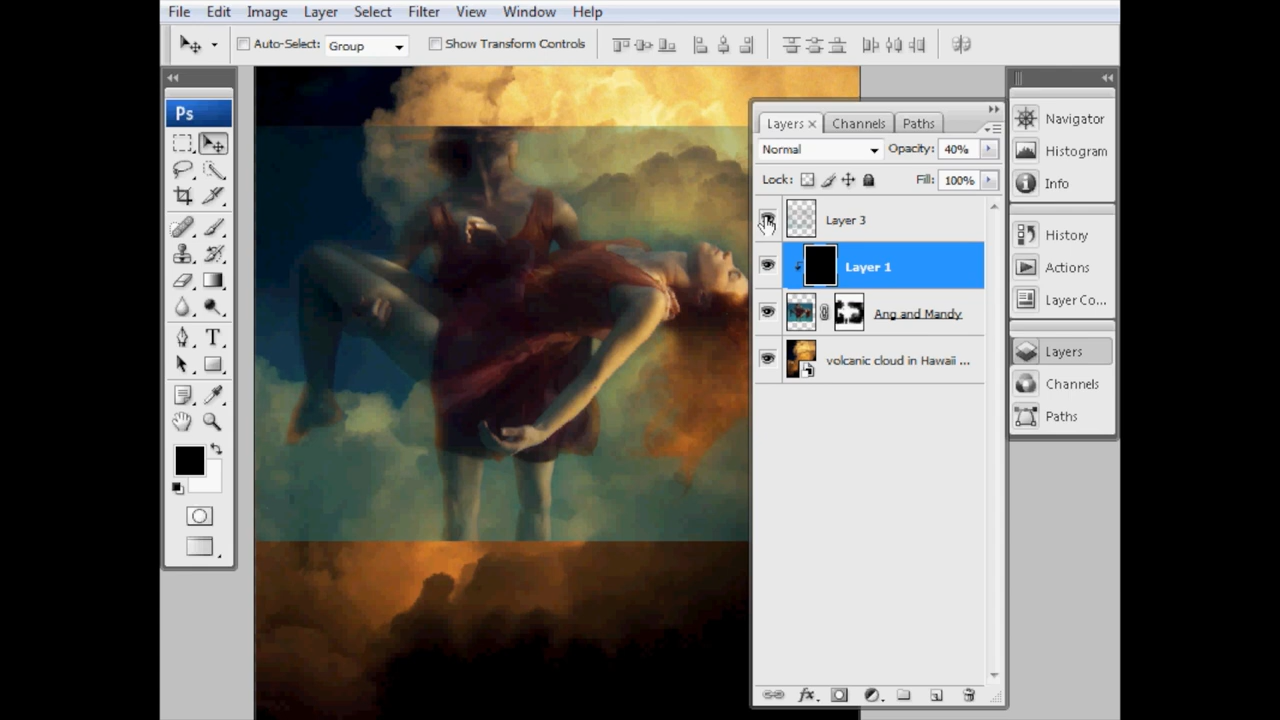 File Edit Image Layer Select Filter View Window Help
Auto-Select: Group Show Transform Controls
Ps
T
Layers Channels Paths
Normal Opacity: 40%
Lock: Fill: 100%
Layer 3
Layer 1
Ang and Mandy
volcanic cloud in Hawaii ...
fx
Navigator
Histogram
Info
History
Actions
Layer Co...
Layers
Channels
Paths